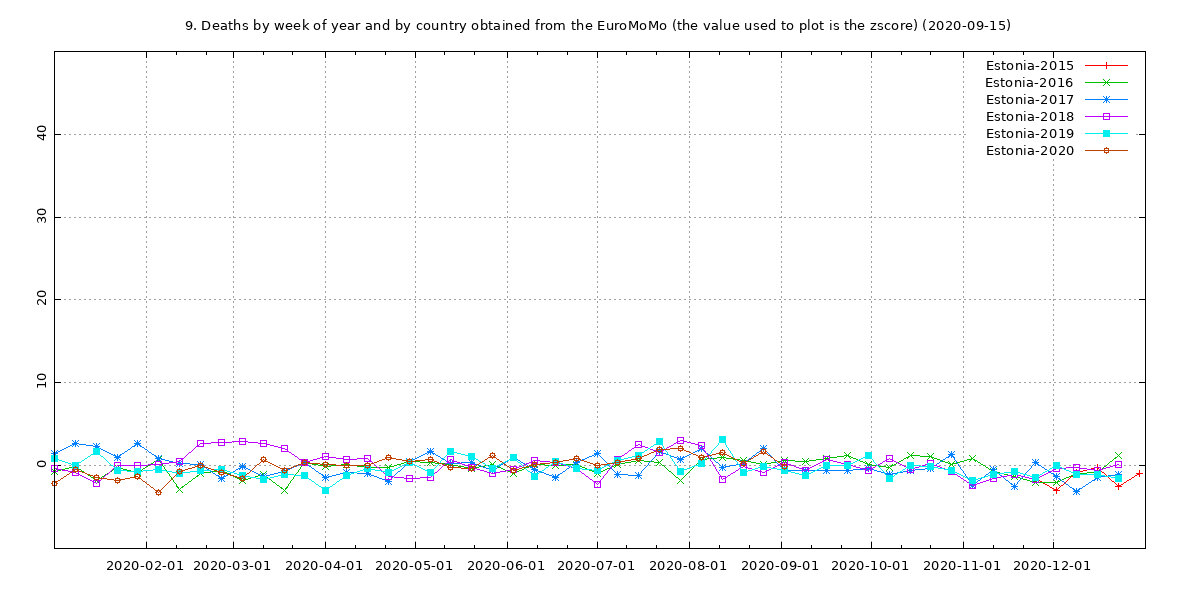 9. Deaths by week of year and by country obtained from the EuroMoMo (the value used to plot is the zscore) (2020-09-15)
Estonia-2015
Estonia-2016
Estonia-2017
Estonia-2018
Estonia-2019
Estonia-2020
40
30
20
10
0
2020-02-01 2020-03-01 2020-04-01 2020-05-01 2020-06-01 2020-07-01 2020-08-01 2020-09-01 2020-10-01 2020-11-01 2020-12-01